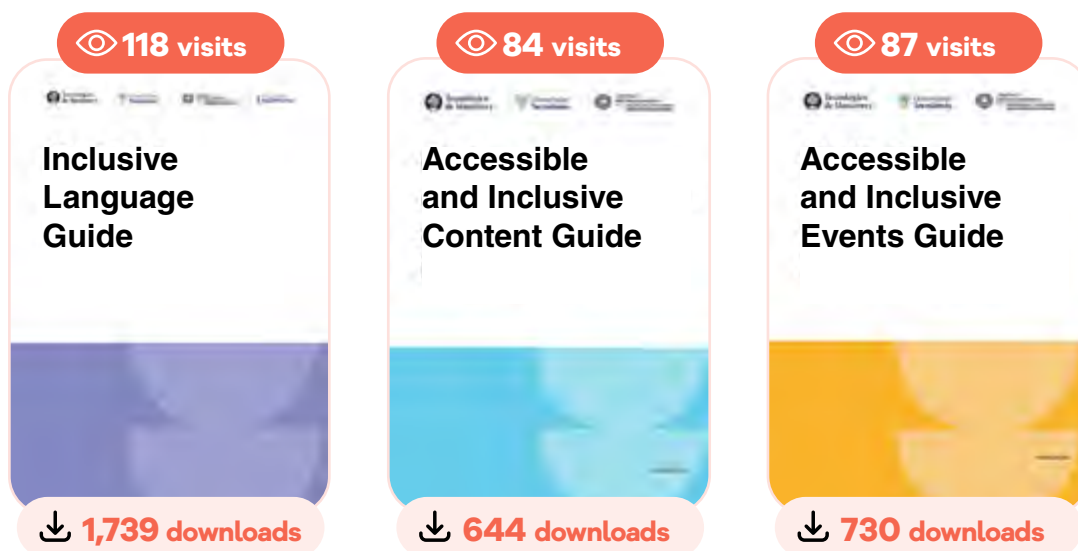 118 visits
Inclusive
Language
Guide
1,739 downloads
84 visits
Accessible
and Inclusive
Content Guide
644 downloads
87 visits
Accessible
and Inclusive
Events Guide
730 downloads